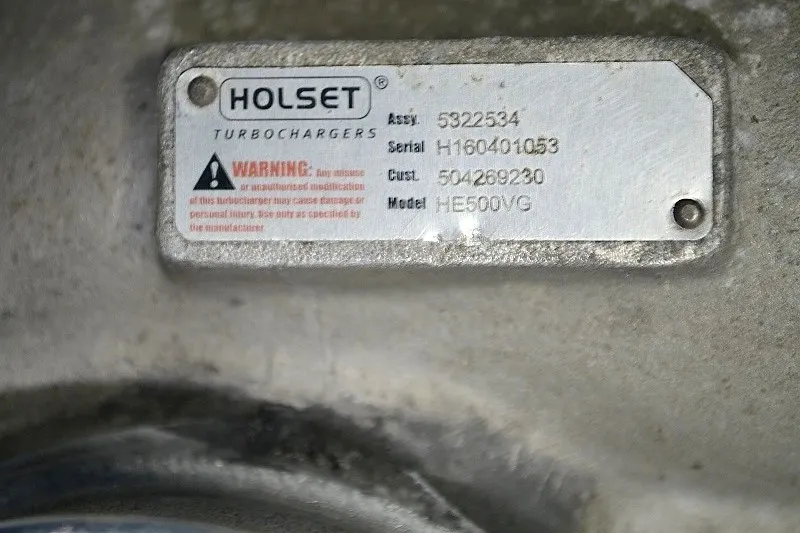 HOLSET®
TURBOCHARGERS
WARNING: Any misuse
or unauthorised modification
of this turbocharger may cause damage or
personal injury. Use only as specified by
the manufacturer.
Assy. 5322534
Serial H160401053
Cust. 504269230
Model HE500VG